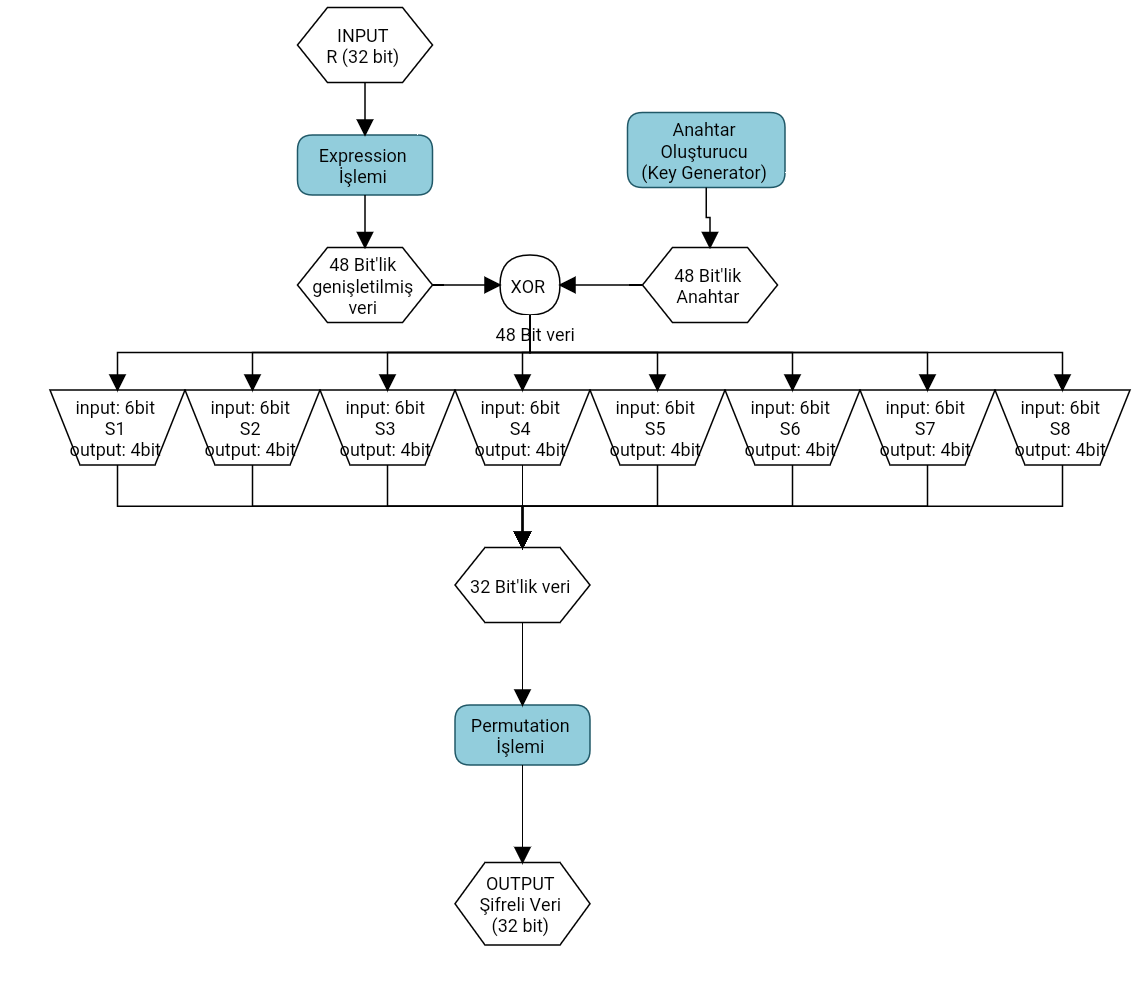 INPUT
R (32 bit)
Expression
İşlemi
Anahtar
Oluşturucu
(Key Generator)
48 Bit'lik
genişletilmiş
veri
XOR
48 Bit'lik
Anahtar
48 Bit veri
input: 6bit
S1
output: 4bit
input: 6bit
S2
output: 4bit
input: 6bit
S3
output: 4bit
input: 6bit
S4
output: 4bit
input: 6bit
S5
output: 4bit
input: 6bit
S6
output: 4bit
input: 6bit
S7
output: 4bit
input: 6bit
S8
output: 4bit
32 Bit'lik veri
Permutation
İşlemi
OUTPUT
Şifreli Veri
(32 bit)